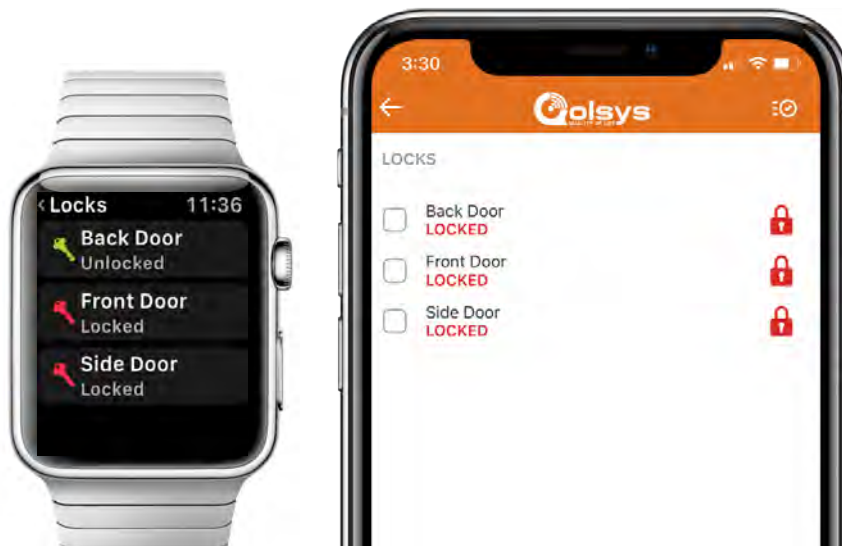 Locks 11:36
Back Door
Unlocked
Front Door
Locked
Side Door
Locked
3:30
Qolsys
LOCKS
Back Door
LOCKED
Front Door
LOCKED
Side Door
LOCKED